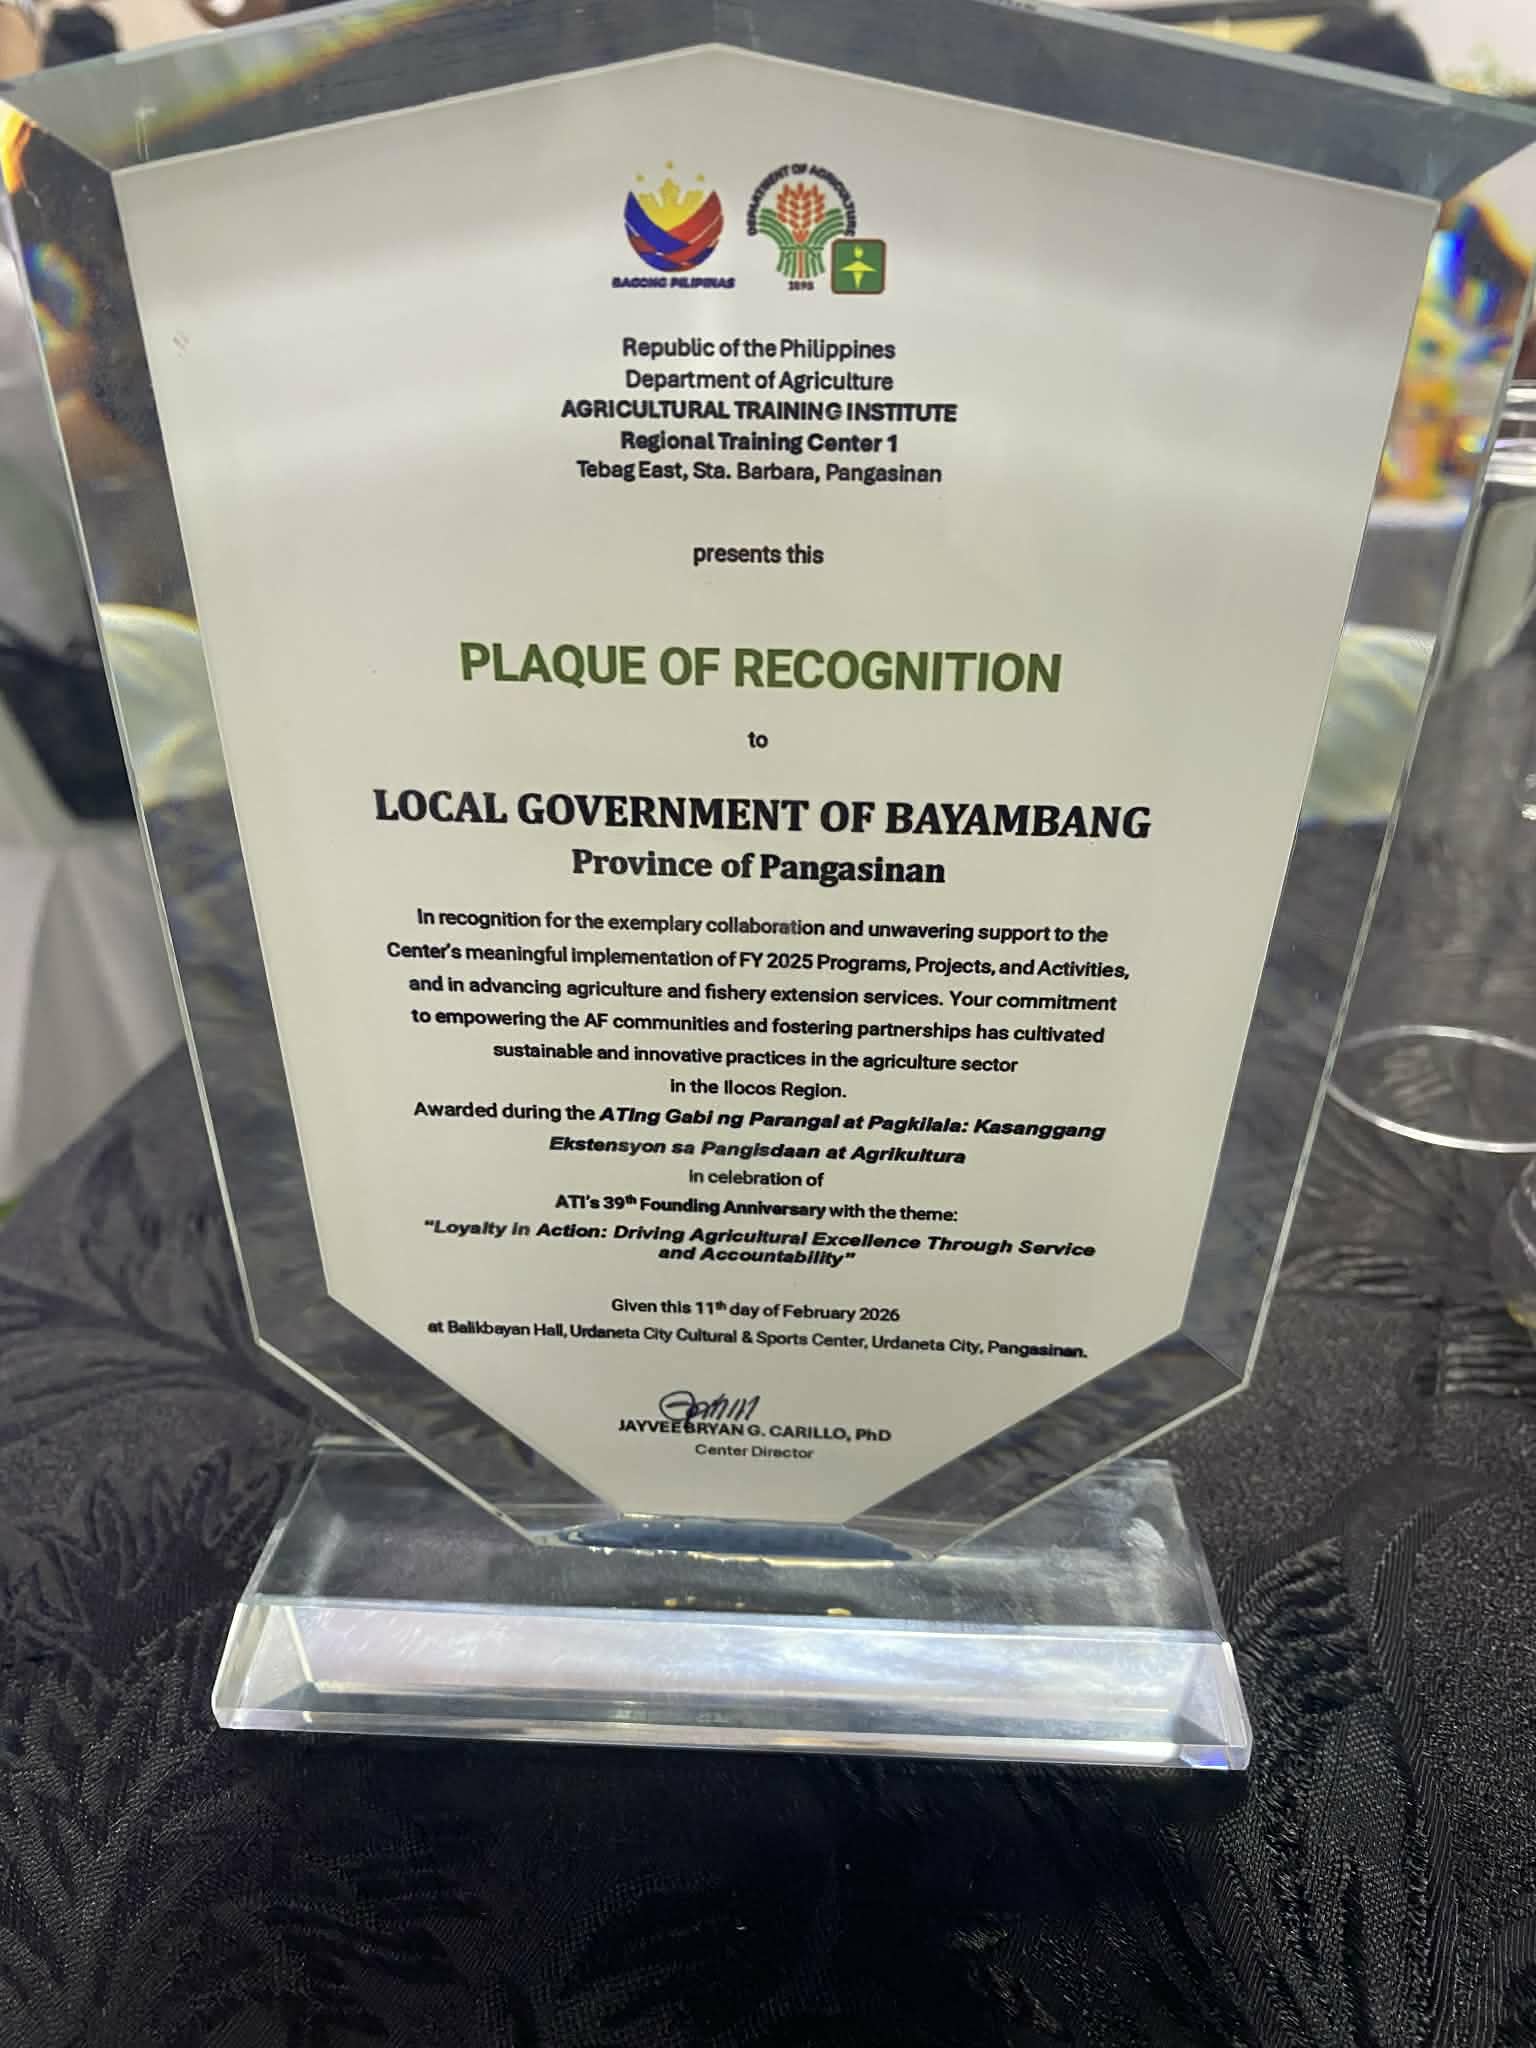 BAGONG PILIPINAS
DEPARTMENT OF AGRICULTURE
1898
Republic of the Philippines
Department of Agriculture
AGRICULTURAL TRAINING INSTITUTE
Regional Training Center 1
Tebag East, Sta. Barbara, Pangasinan
presents this
PLAQUE OF RECOGNITION
to
LOCAL GOVERNMENT OF BAYAMBANG
Province of Pangasinan
In recognition for the exemplary collaboration and unwavering support to the
Center's meaningful implementation of FY 2025 Programs, Projects, and Activities,
and in advancing agriculture and fishery extension services. Your commitment
to empowering the AF communities and fostering partnerships has cultivated
sustainable and innovative practices in the agriculture sector
in the Ilocos Region.
Awarded during the ATIng Gabi ng Parangal at Pagkilala: Kasanggang
Ekstensyon sa Pangisdaan at Agrikultura
in celebration of
ATI's 39th Founding Anniversary with the theme:
"Loyalty in Action: Driving Agricultural Excellence Through Service
and Accountability"
Given this 11th day of February 2026
at Balikbayan Hall, Urdaneta City Cultural & Sports Center, Urdaneta City, Pangasinan.
JAYVEE BRYAN G. CARILLO, PhD
Center Director